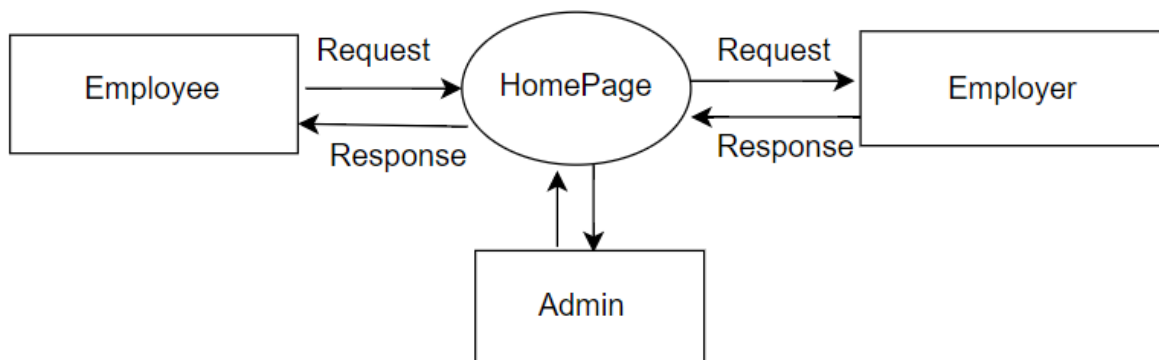 Request
Request
Employee
HomePage
Employer
Response
Response
Admin